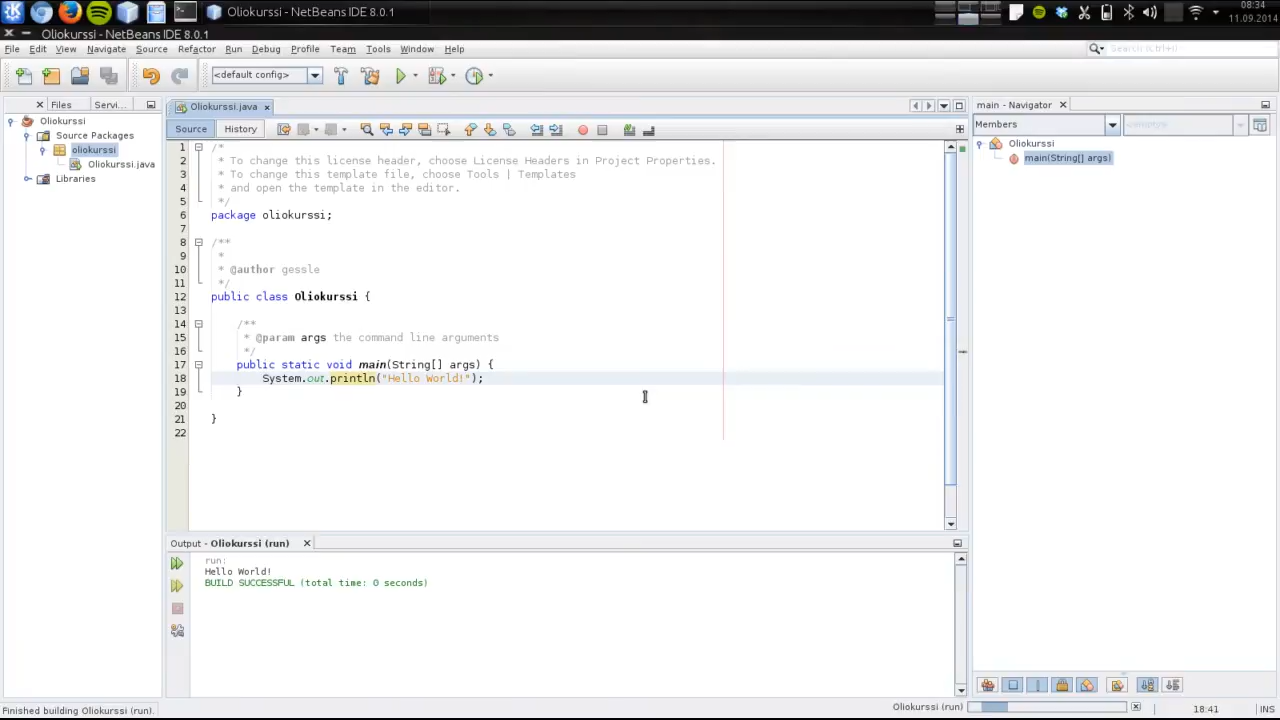 Oliokurssi - NetBeans IDE 8.0.1
08:34
11.09.2014
Oliokurssi - NetBeans IDE 8.0.1
File Edit View Navigate Source Refactor Run Debug Profile Team Tools Window Help
Search (Ctrl+I)
<default config>
Files Servi...
Oliokurssi
Source Packages
oliokurssi
Oliokurssi.java
Libraries
Oliokurssi.java
Source History
1 /*
2 * To change this license header, choose License Headers in Project Properties.
3 * To change this template file, choose Tools | Templates
4 * and open the template in the editor.
5 */
6 package oliokurssi;
7
8 /**
9 *
10 * @author gessle
11 */
12 public class Oliokurssi {
13
14 /**
15 * @param args the command line arguments
16 */
17 public static void main(String[] args) {
18 System.out.println("Hello World!");
19 }
20
21 }
22
main - Navigator
Members
<empty>
Oliokurssi
main(String[] args)
Output - Oliokurssi (run)
run:
Hello World!
BUILD SUCCESSFUL (total time: 0 seconds)
Finished building Oliokurssi (run).
Oliokurssi (run)
18:41
INS